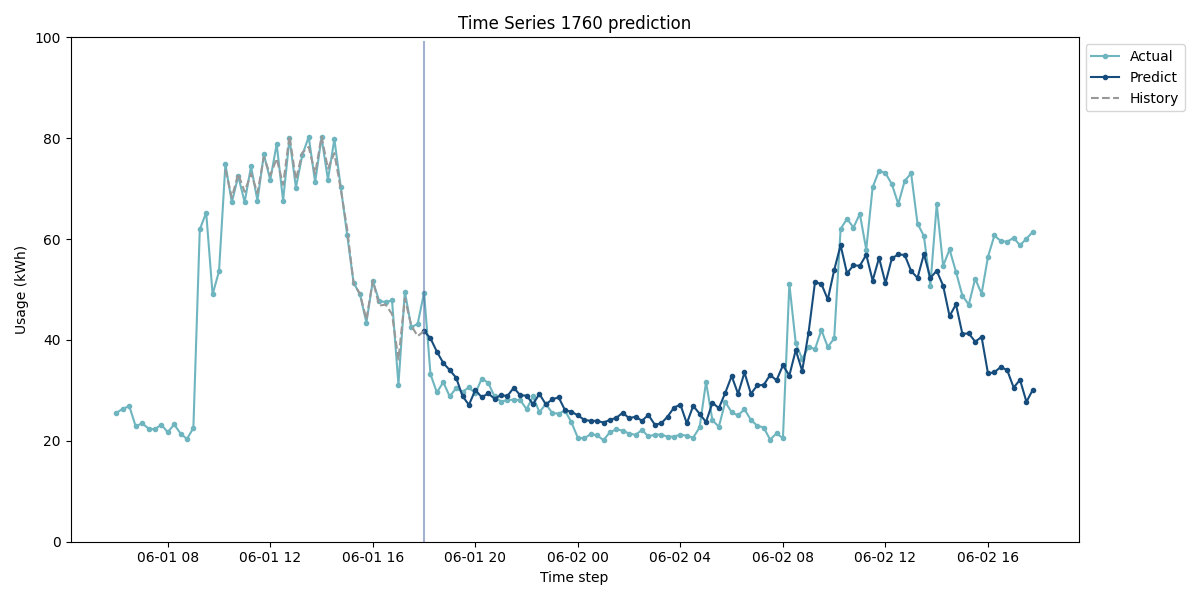 Time Series 1760 prediction
Usage (kWh)
100
80
60
40
20
0
06-01 08
06-01 12
06-01 16
06-01 20
06-02 00
06-02 04
06-02 08
06-02 12
06-02 16
Time step
Actual
Predict
History